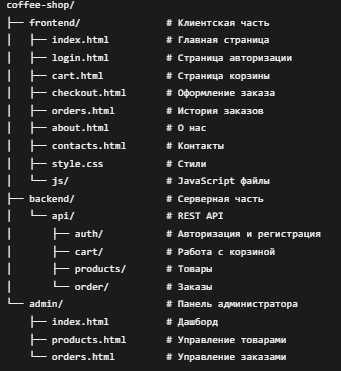 coffee-shop/
├── frontend/ # Клиентская часть
│ ├── index.html # Главная страница
│ ├── login.html # Страница авторизации
│ ├── cart.html # Страница корзины
│ ├── checkout.html # Оформление заказа
│ ├── orders.html # История заказов
│ ├── about.html # О нас
│ ├── contacts.html # Контакты
│ ├── style.css # Стили
│ └── js/ # JavaScript файлы
├── backend/ # Серверная часть
│ └── api/ # REST API
│ ├── auth/ # Авторизация и регистрация
│ ├── cart/ # Работа с корзиной
│ ├── products/ # Товары
│ └── order/ # Заказы
└── admin/ # Панель администратора
├── index.html # Дашборд
├── products.html # Управление товарами
└── orders.html # Управление заказами